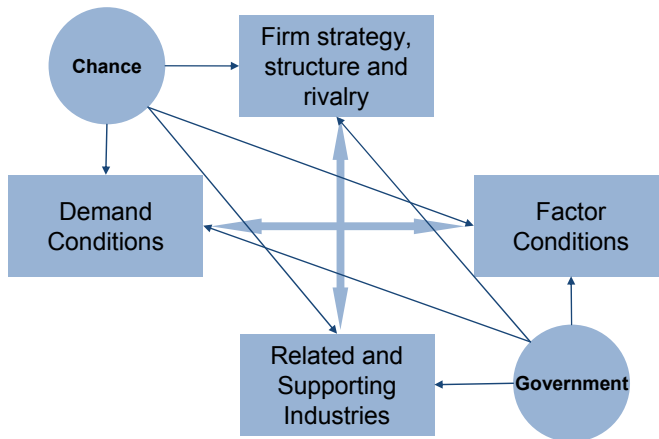 Firm strategy,
structure and
rivalry
Chance
Demand
Conditions
Factor
Conditions
Related and
Supporting
Industries
Government